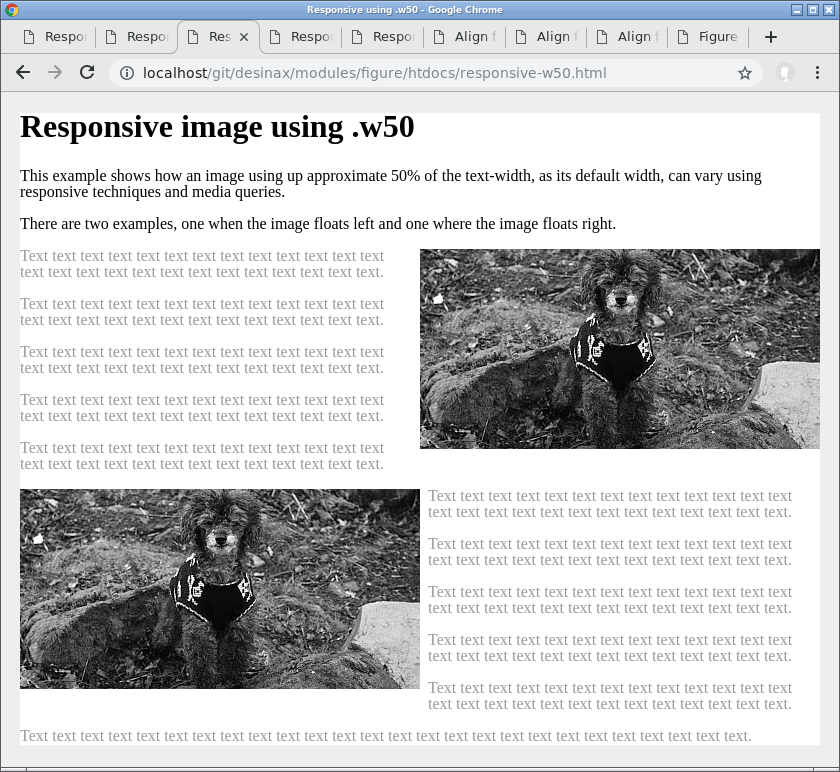 Responsive using .w50 - Google Chrome
Respo
Respo
Res
Respo
Respo
Align f
Align f
Align f
Figure
localhost/git/desinax/modules/figure/htdocs/responsive-w50.html
Responsive image using .w50
This example shows how an image using up approximate 50% of the text-width, as its default width, can vary using
responsive techniques and media queries.
There are two examples, one when the image floats left and one where the image floats right.
Text text text text text text text text text text text text text
text text text text text text text text text text text text text.
Text text text text text text text text text text text text text
text text text text text text text text text text text text text.
Text text text text text text text text text text text text text
text text text text text text text text text text text text text.
Text text text text text text text text text text text text text
text text text text text text text text text text text text text.
Text text text text text text text text text text text text text
text text text text text text text text text text text text text.
Text text text text text text text text text text text text text
text text text text text text text text text text text text text.
Text text text text text text text text text text text text text
text text text text text text text text text text text text text.
Text text text text text text text text text text text text text
text text text text text text text text text text text text text.
Text text text text text text text text text text text text text
text text text text text text text text text text text text text.
Text text text text text text text text text text text text text
text text text text text text text text text text text text text.
Text text text text text text text text text text text text text text text text text text text text text text text text text text.